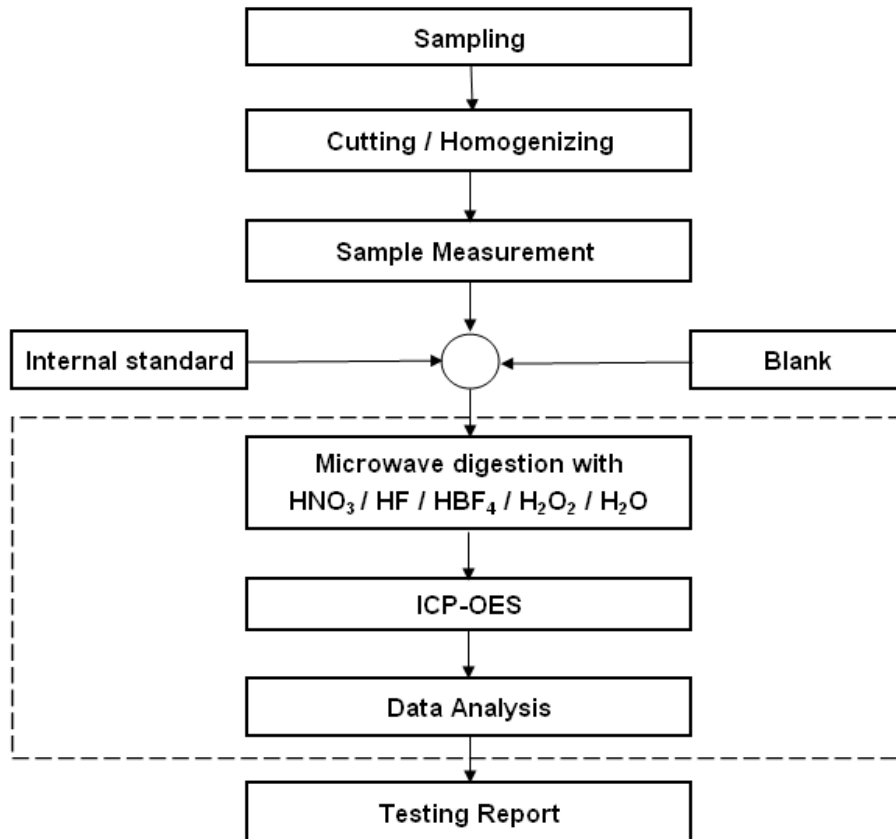 Sampling
Cutting / Homogenizing
Sample Measurement
Internal standard
Blank
Microwave digestion with
HNO₃ / HF / HBF₄ / H₂O₂ / H₂O
ICP-OES
Data Analysis
Testing Report